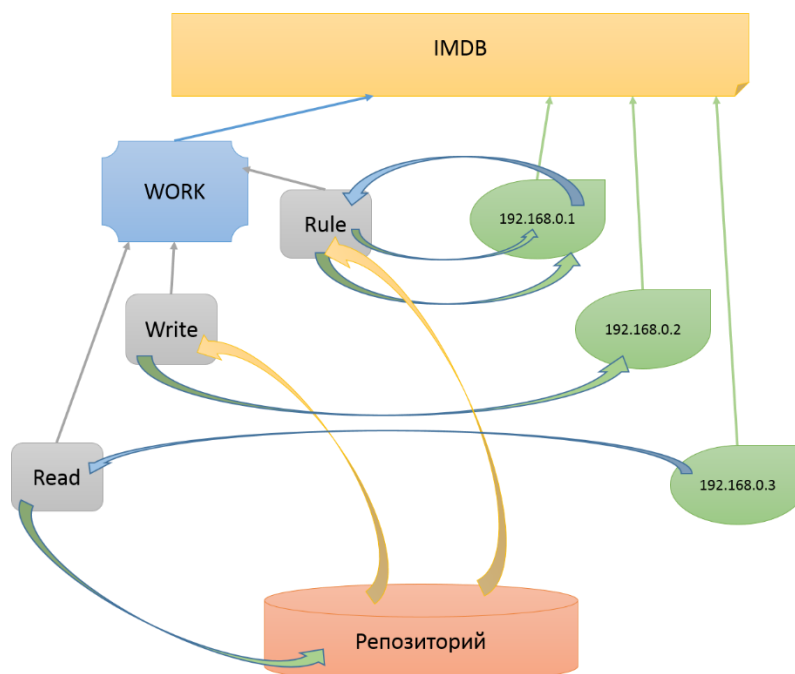 IMDB
WORK
Rule
192.168.0.1
Write
192.168.0.2
Read
192.168.0.3
Репозиторий